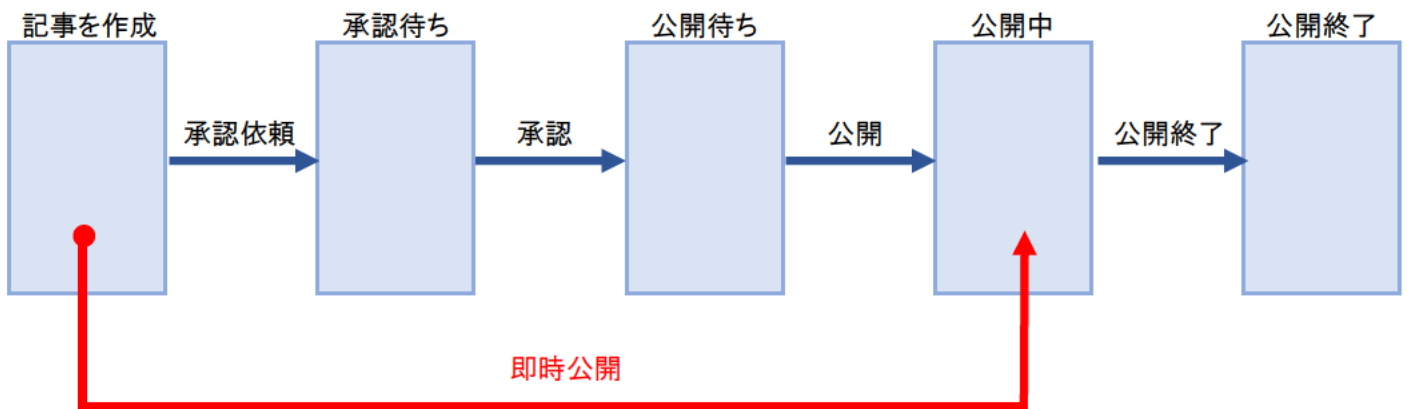 記事を作成
承認待ち
公開待ち
公開中
公開終了
承認依頼
承認
公開
公開終了
即時公開